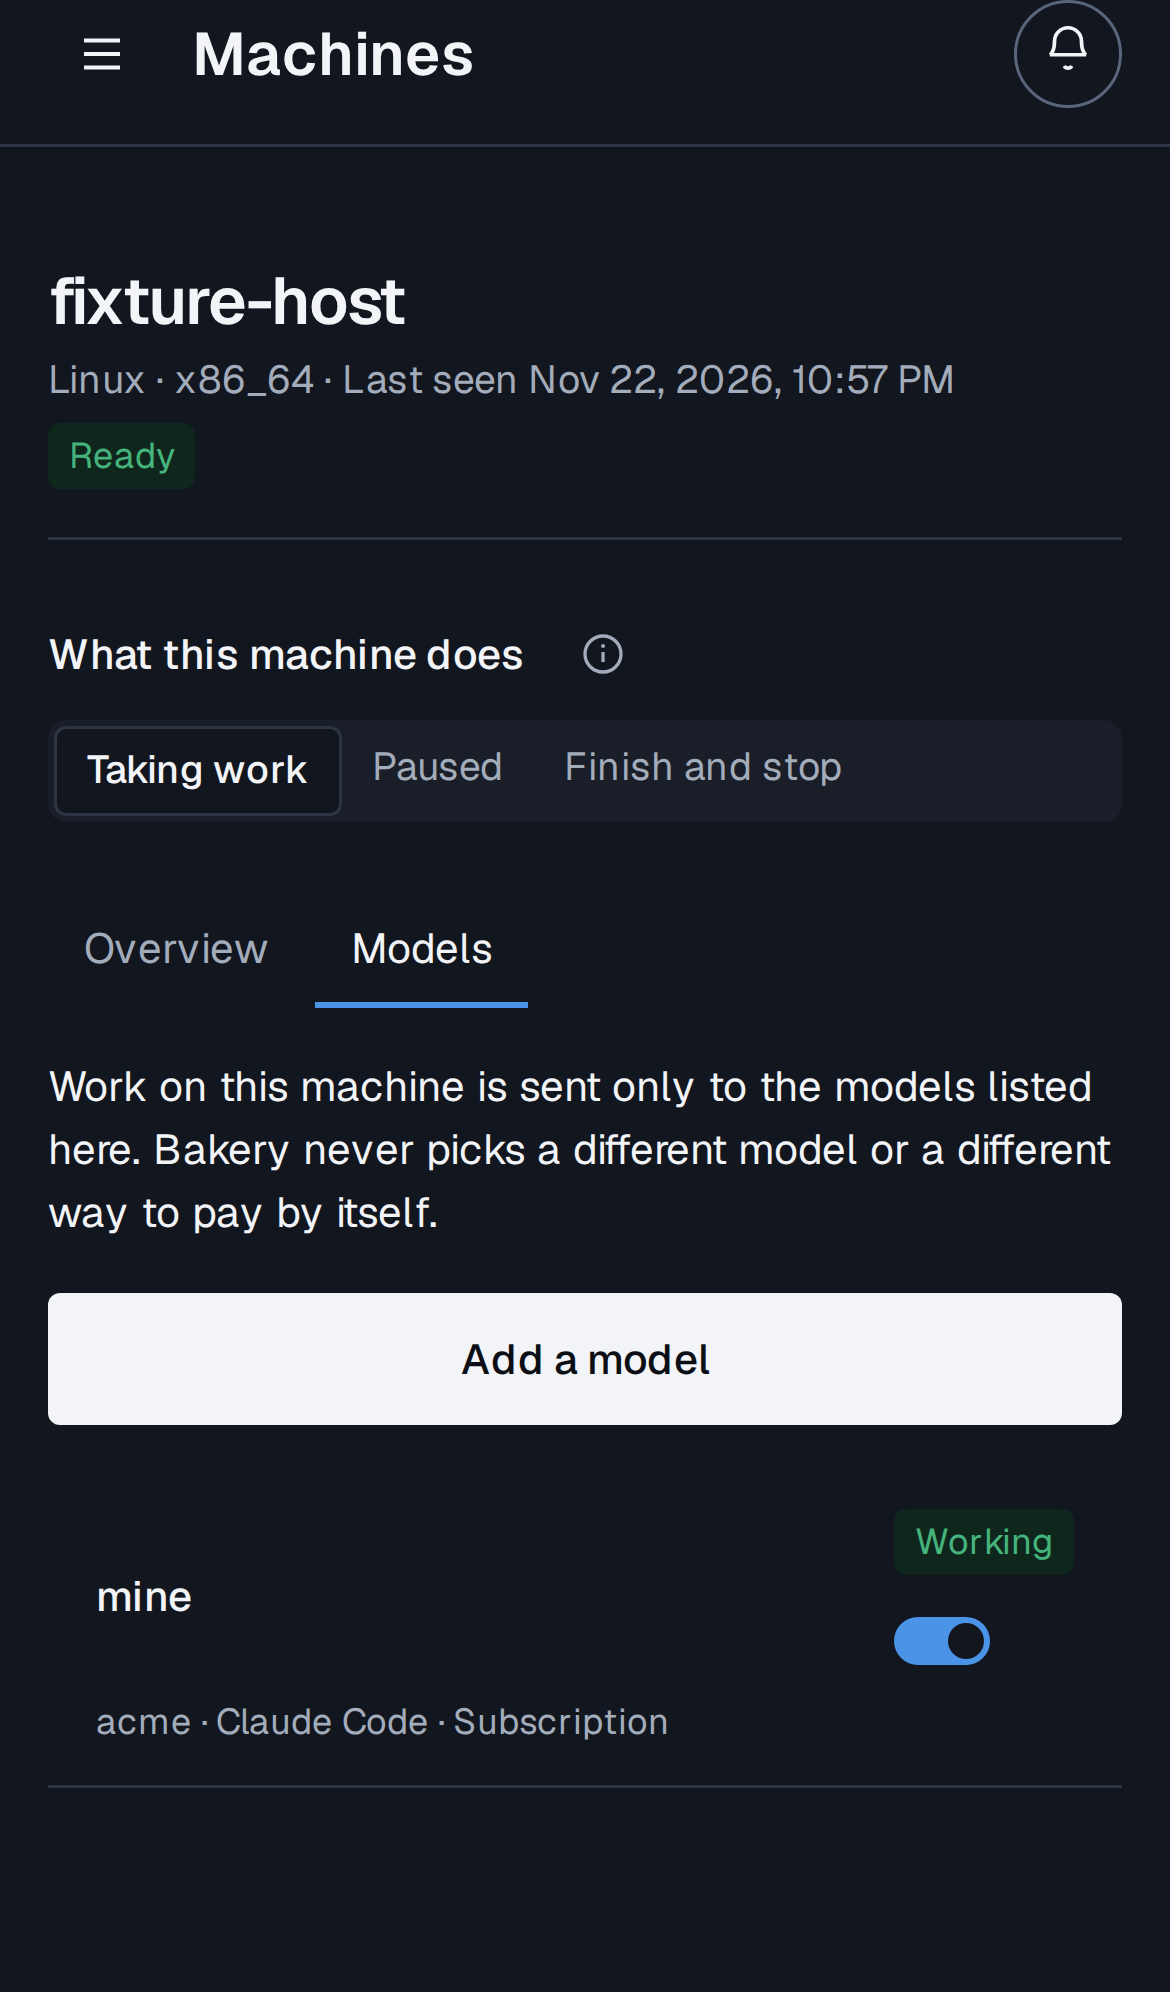 Machines
fixture-host
Linux · x86_64 · Last seen Nov 22, 2026, 10:57 PM
Ready
What this machine does
Taking work
Paused
Finish and stop
Overview
Models
Work on this machine is sent only to the models listed
here. Bakery never picks a different model or a different
way to pay by itself.
Add a model
Working
mine
acme · Claude Code · Subscription